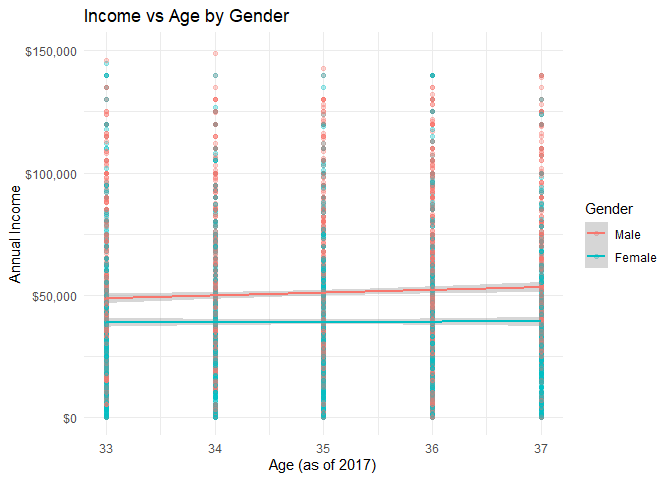 Income vs Age by Gender
$150,000
$100,000
$50,000
$0
Annual Income
33 34 35 36 37
Age (as of 2017)
Gender
Male
Female